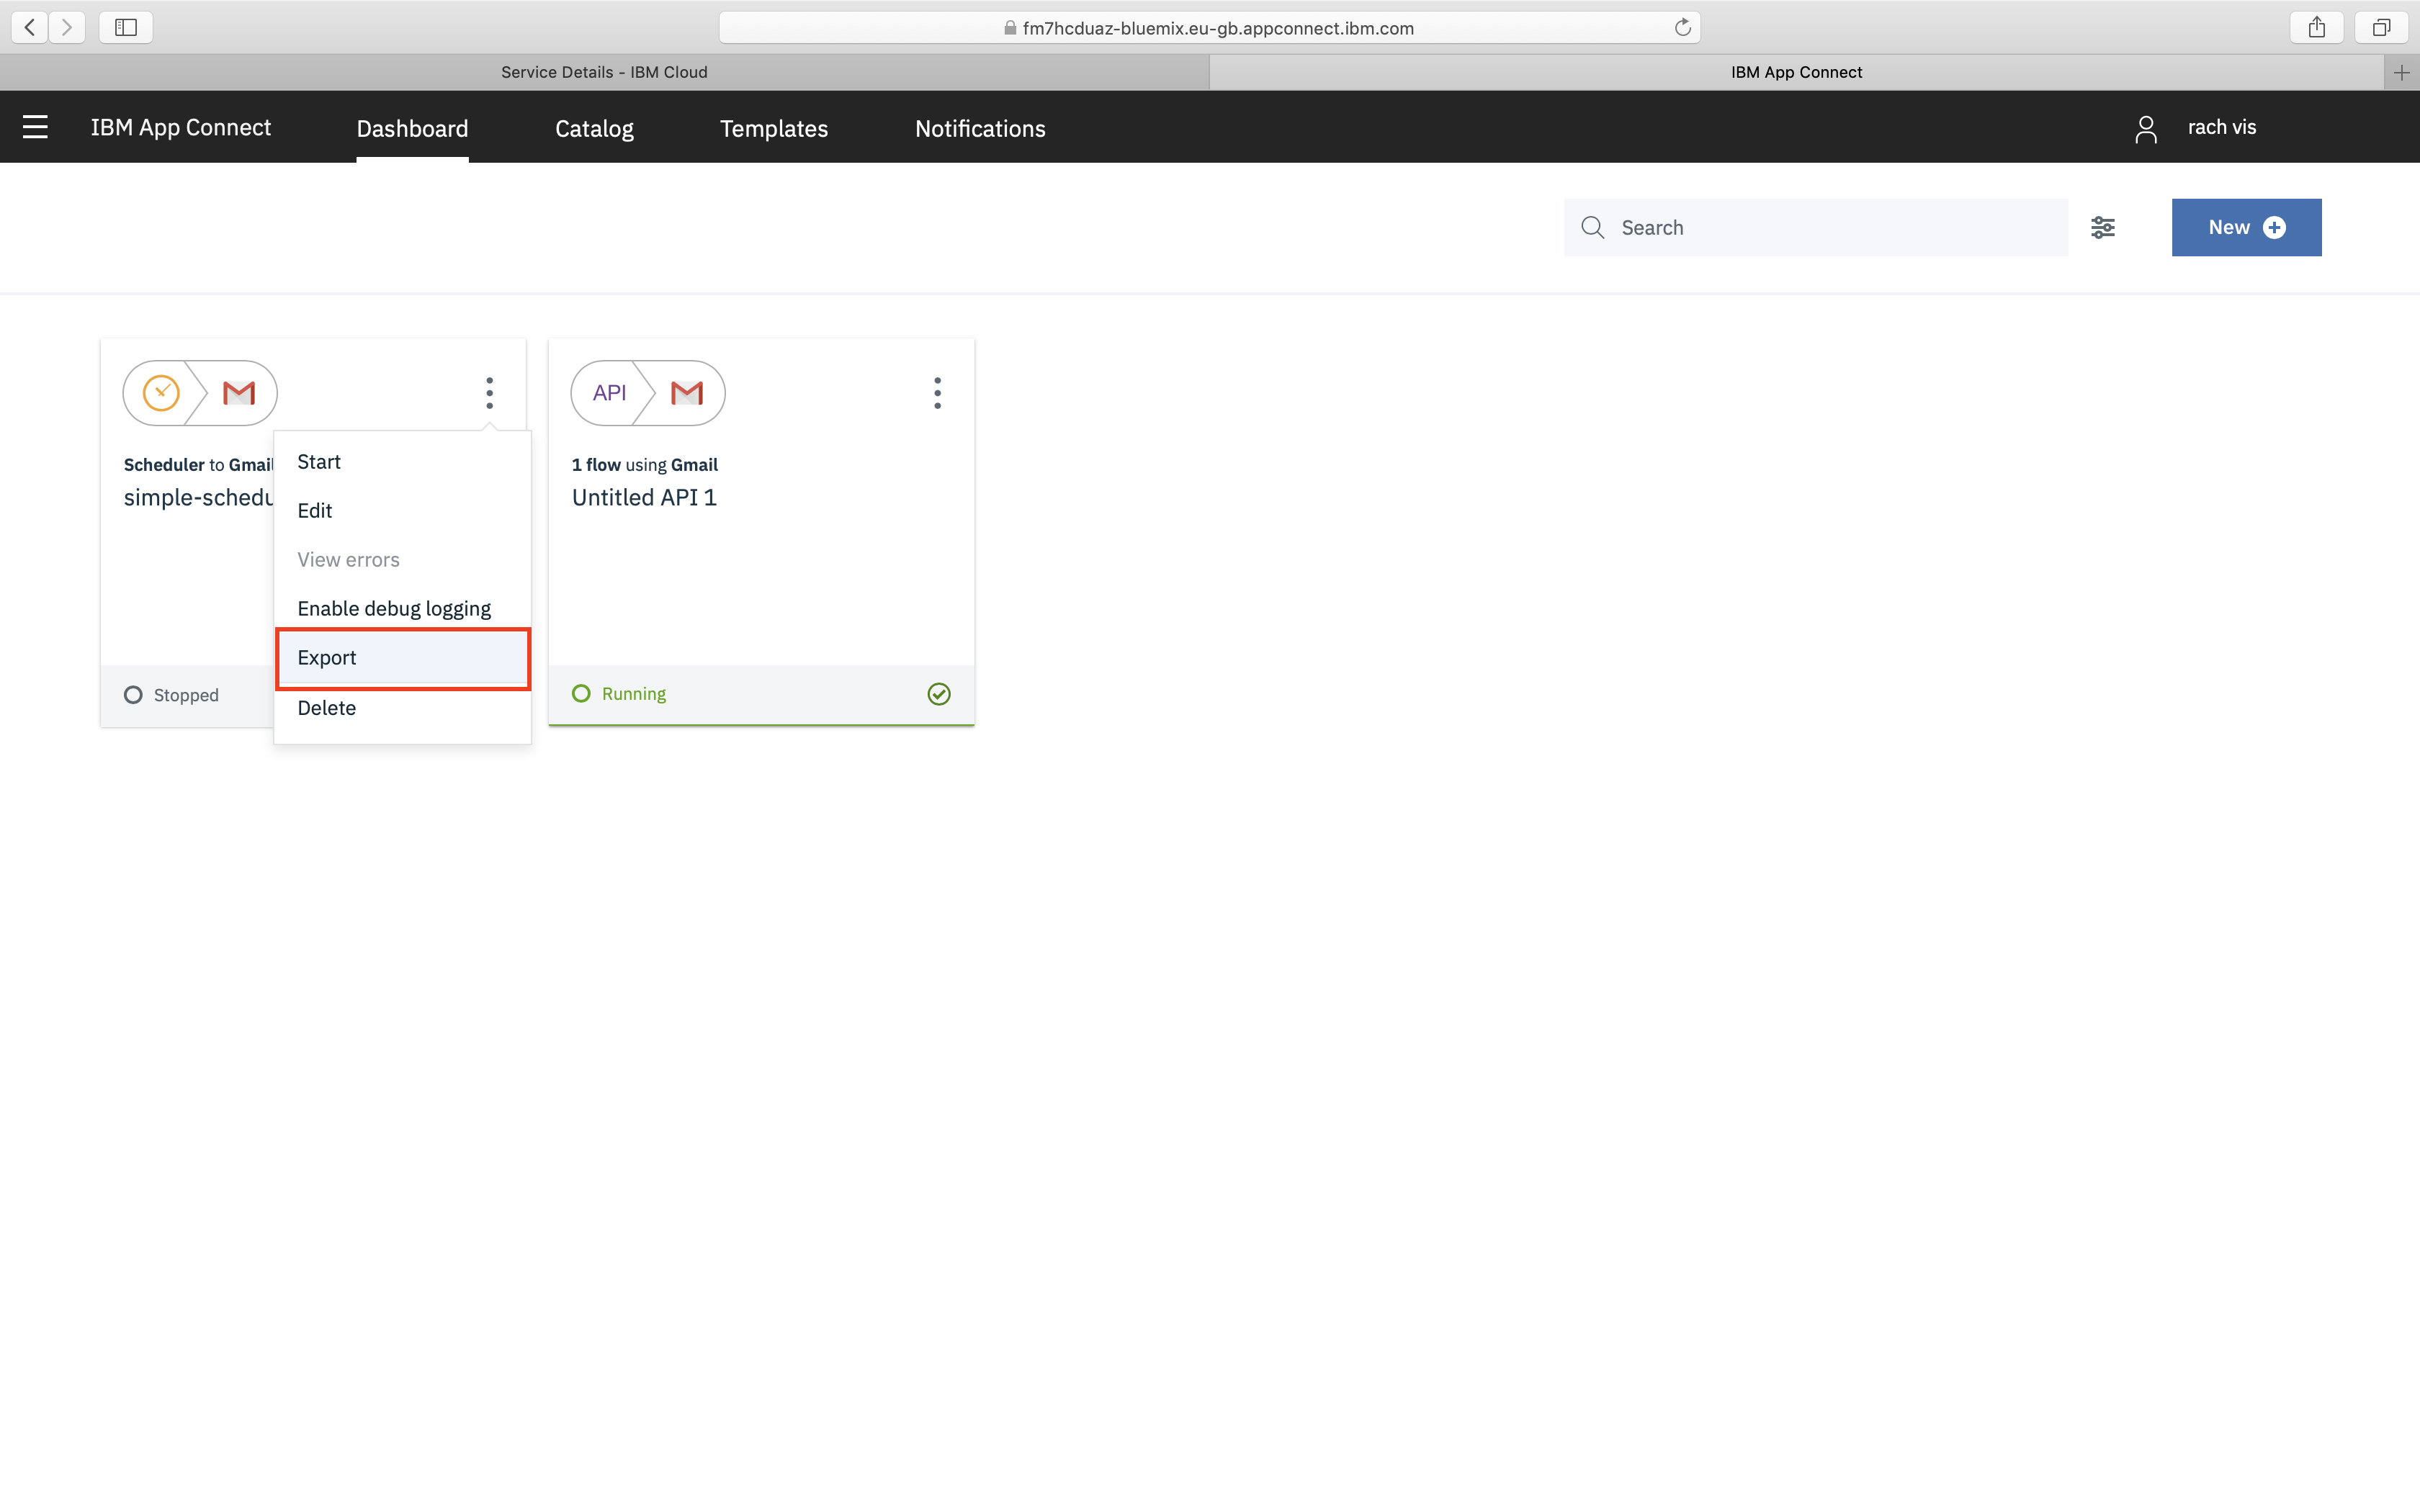 fm7hcduaz-bluemix.eu-gb.appconnect.ibm.com
Service Details - IBM Cloud
IBM App Connect
IBM App Connect
Dashboard
Catalog
Templates
Notifications
rach vis
Search
New
Scheduler to Gmail
simple-schedu
Start
Edit
View errors
Enable debug logging
Export
Delete
Stopped
API
1 flow using Gmail
Untitled API 1
Running